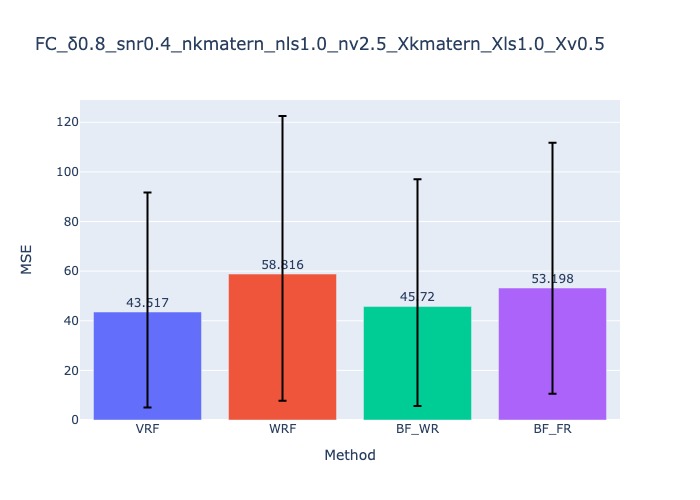 FC_δ0.8_snr0.4_nkmatern_nls1.0_nv2.5_Xkmatern_Xls1.0_Xv0.5
MSE
120
100
80
60
40
20
0
43.517
58.816
45.72
53.198
VRF
WRF
BF_WR
BF_FR
Method